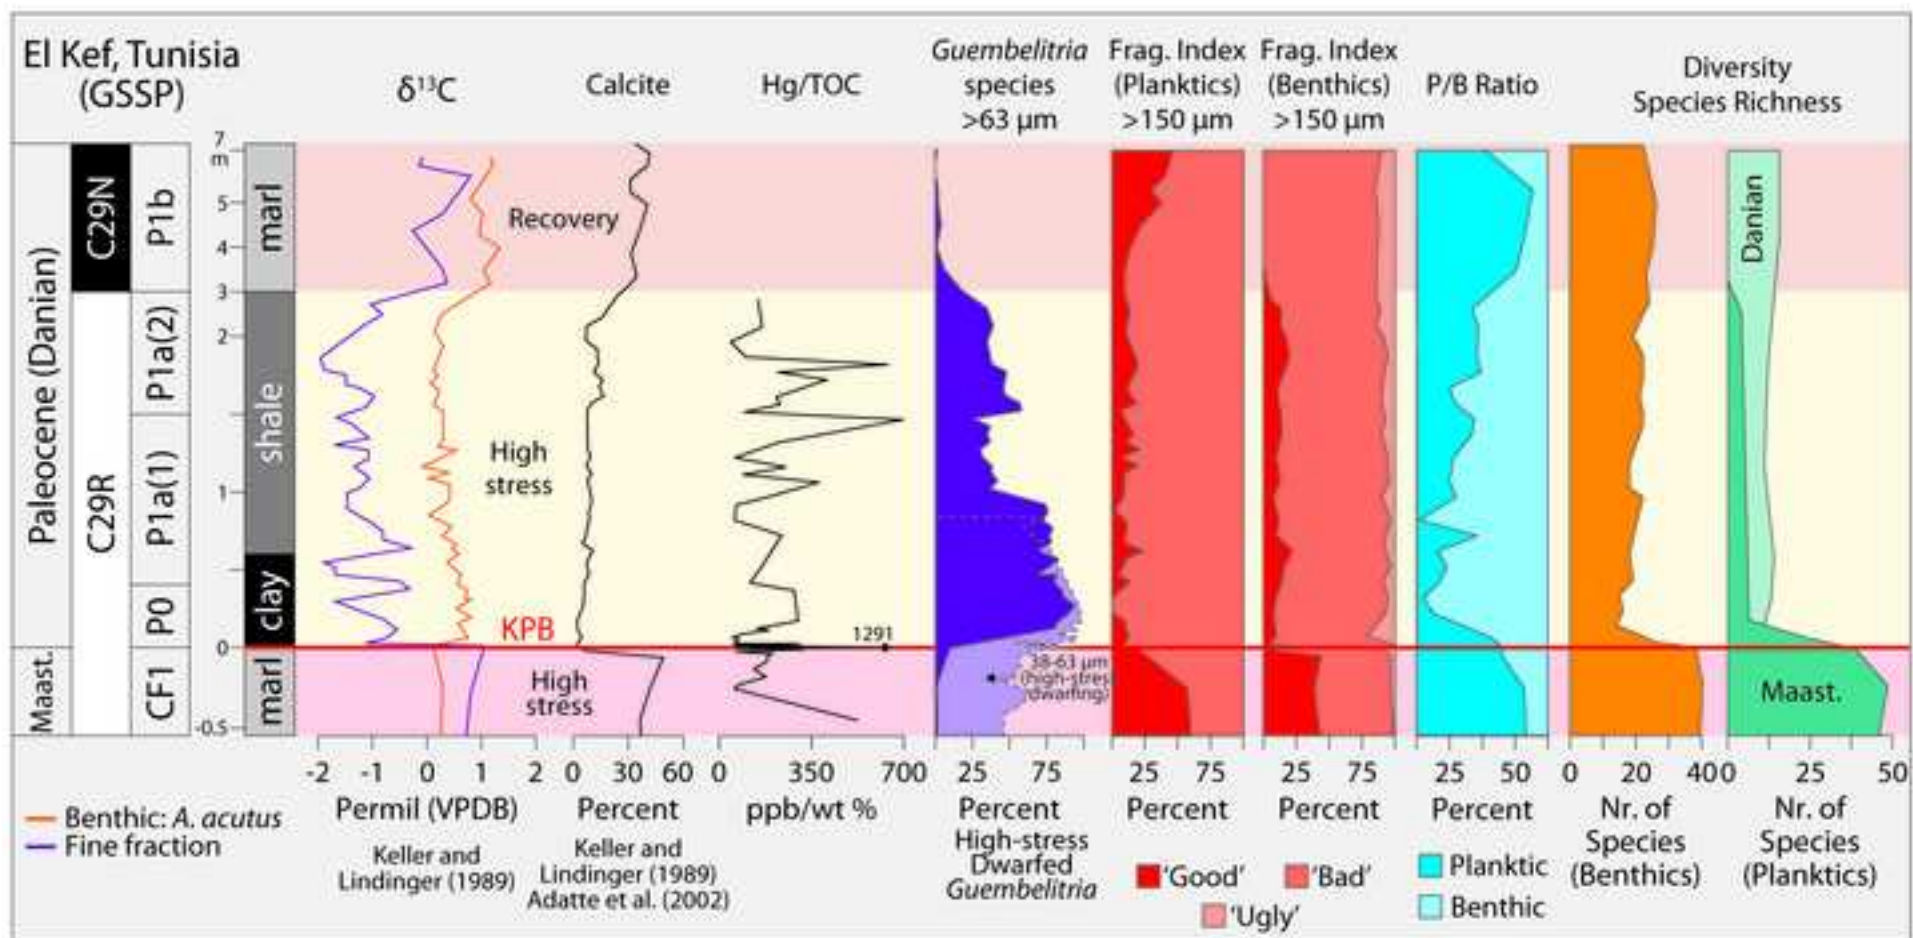 El Kef, Tunisia
(GSSP)
δ¹³C
Calcite
Hg/TOC
Guembelitria
species
>63 µm
Frag. Index
(Planktics)
>150 µm
Frag. Index
(Benthics)
>150 µm
P/B Ratio
Diversity
Species Richness
Paleocene (Danian)
Maast.
C29N
C29R
P1b
P1a(2)
P1a(1)
P0
CF1
7
m
5
4
3
2
1
0
-0.5
marl
shale
clay
marl
Recovery
High
stress
KPB
High
stress
1291
38-63 µm
(high-stres
dwarfing)
Danian
Maast.
-2 -1 0 1 2
Permil (VPDB)
Keller and
Lindinger (1989)
0 30 60
Percent
Keller and
Lindinger (1989)
Adatte et al. (2002)
0 350 700
ppb/wt %
25 75
Percent
High-stress
Dwarfed
Guembelitria
25 75
Percent
25 75
Percent
25 50
Percent
0 20 40
Nr. of
Species
(Benthics)
0 25 50
Nr. of
Species
(Planktics)
Benthic: A. acutus
Fine fraction
'Good'
'Bad'
'Ugly'
Planktic
Benthic